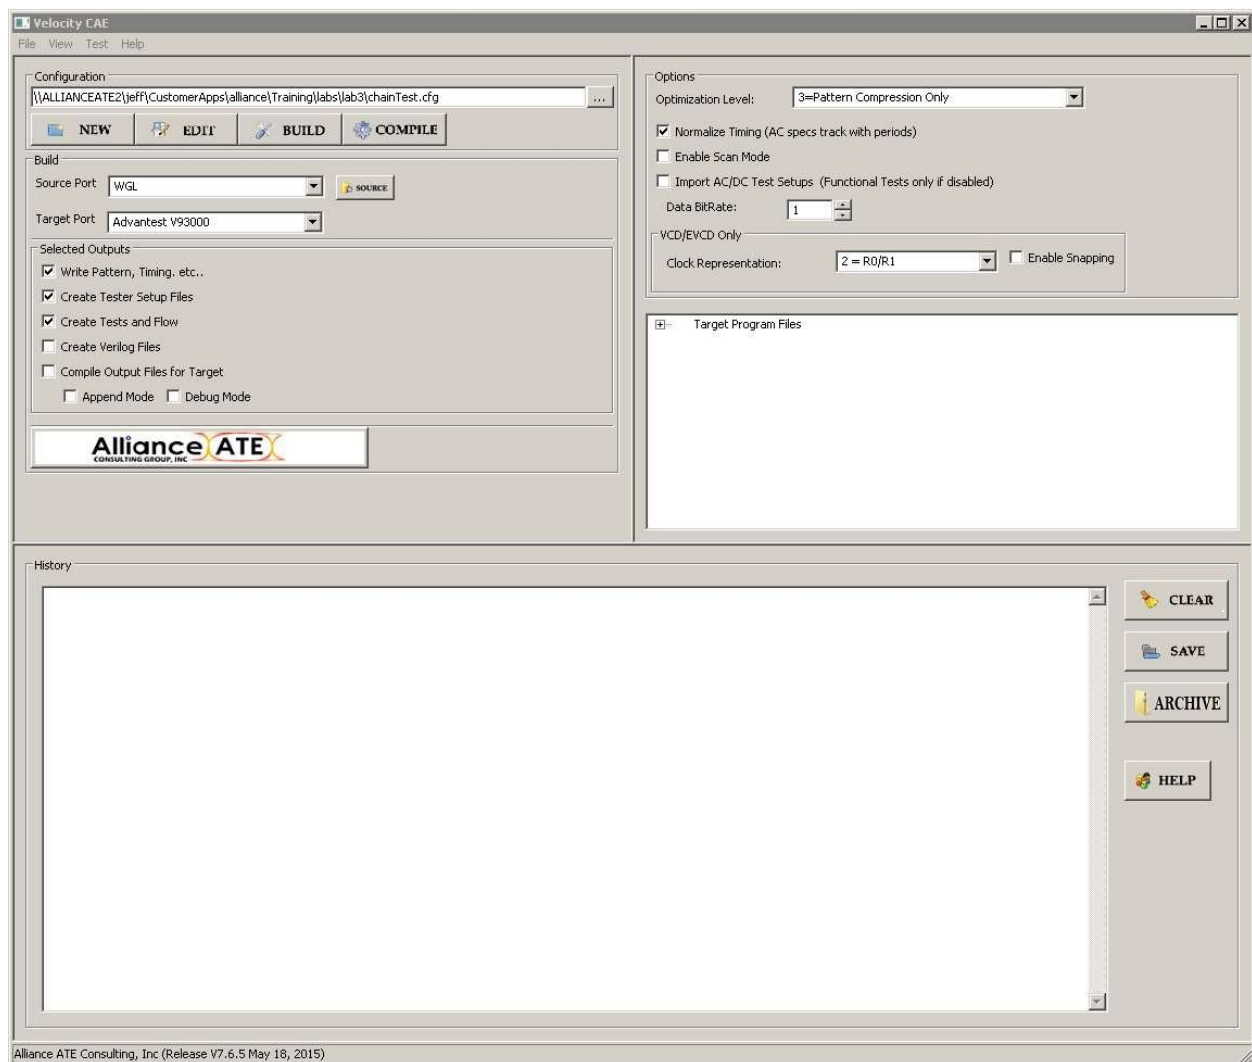 Velocity CAE
File View Test Help
Configuration
\\ALLIANCEATE2\jeff\CustomerApps\alliance\Training\labs\lab3\chainTest.cfg
...
NEW EDIT BUILD COMPILE
Build
Source Port WGL SOURCE
Target Port Advantest V93000
Selected Outputs
Write Pattern, Timing. etc..
Create Tester Setup Files
Create Tests and Flow
Create Verilog Files
Compile Output Files for Target
Append Mode Debug Mode
Alliance ATE
CONSULTING GROUP, INC
Options
Optimization Level: 3=Pattern Compression Only
Normalize Timing (AC specs track with periods)
Enable Scan Mode
Import AC/DC Test Setups (Functional Tests only if disabled)
Data BitRate: 1
VCD/EVCD Only
Clock Representation: 2 = R0/R1 Enable Snapping
Target Program Files
History
CLEAR
SAVE
ARCHIVE
HELP
Alliance ATE Consulting, Inc (Release V7.6.5 May 18, 2015)